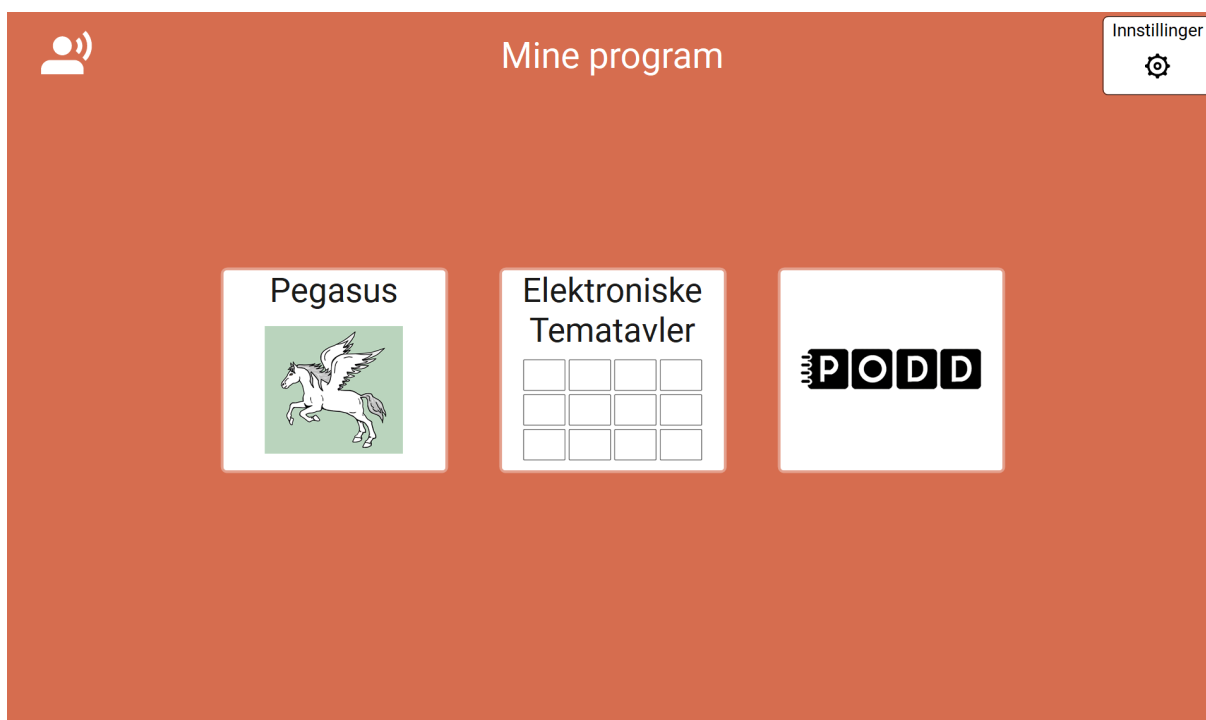 Mine program
Innstillinger
Pegasus
Elektroniske
Tematavler
PODD